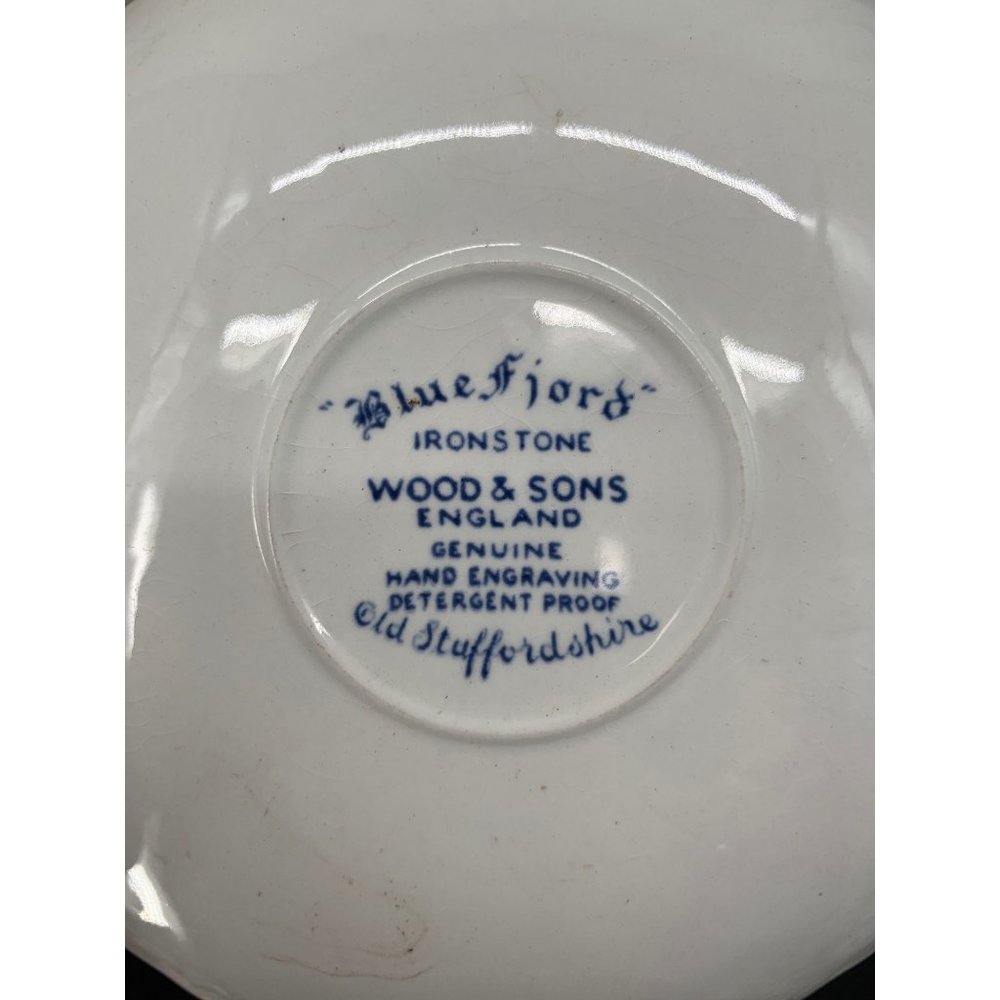 "Blue Fjord"
IRONSTONE
WOOD & SONS
ENGLAND
GENUINE
HAND ENGRAVING
DETERGENT PROOF
Old Staffordshire